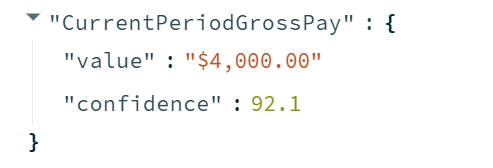 "CurrentPeriodGrossPay" : {
"value" : "$4,000.00"
"confidence" : 92.1
}